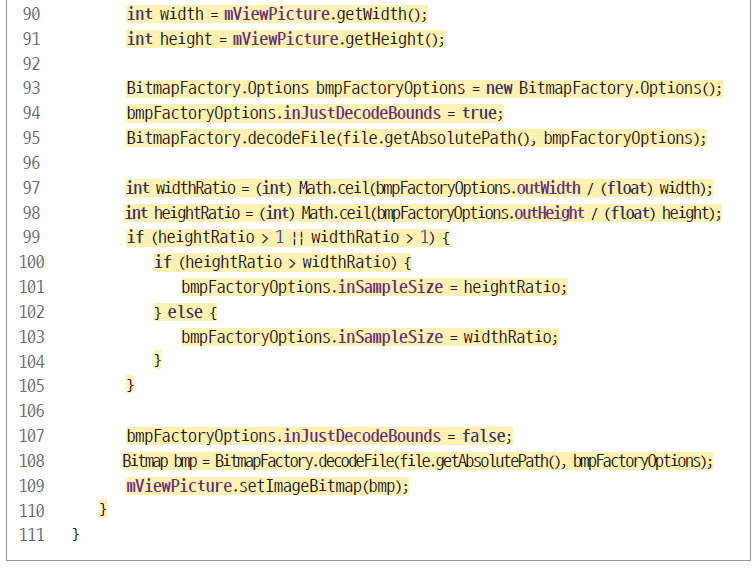 90 int width = mViewPicture.getWidth();
91 int height = mViewPicture.getHeight();
92
93 BitmapFactory.Options bmpFactoryOptions = new BitmapFactory.Options();
94 bmpFactoryOptions.inJustDecodeBounds = true;
95 BitmapFactory.decodeFile(file.getAbsolutePath(), bmpFactoryOptions);
96
97 int widthRatio = (int) Math.ceil(bmpFactoryOptions.outWidth / (float) width);
98 int heightRatio = (int) Math.ceil(bmpFactoryOptions.outHeight / (float) height);
99 if (heightRatio > 1 || widthRatio > 1) {
100 if (heightRatio > widthRatio) {
101 bmpFactoryOptions.inSampleSize = heightRatio;
102 } else {
103 bmpFactoryOptions.inSampleSize = widthRatio;
104 }
105 }
106
107 bmpFactoryOptions.inJustDecodeBounds = false;
108 Bitmap bmp = BitmapFactory.decodeFile(file.getAbsolutePath(), bmpFactoryOptions);
109 mViewPicture.setImageBitmap(bmp);
110 }
111 }